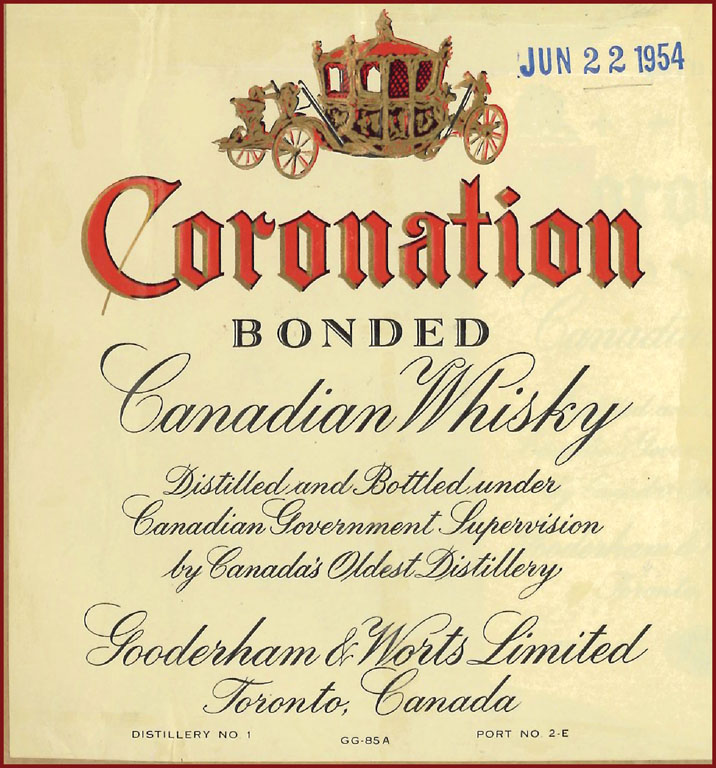 JUN 22 1954
Coronation
BONDED
Canadian Whisky
Distilled and Bottled under
Canadian Government Supervision
by Canada's Oldest Distillery
Gooderham & Worts Limited
Toronto, Canada
DISTILLERY NO. 1 GG-85A PORT NO. 2-E